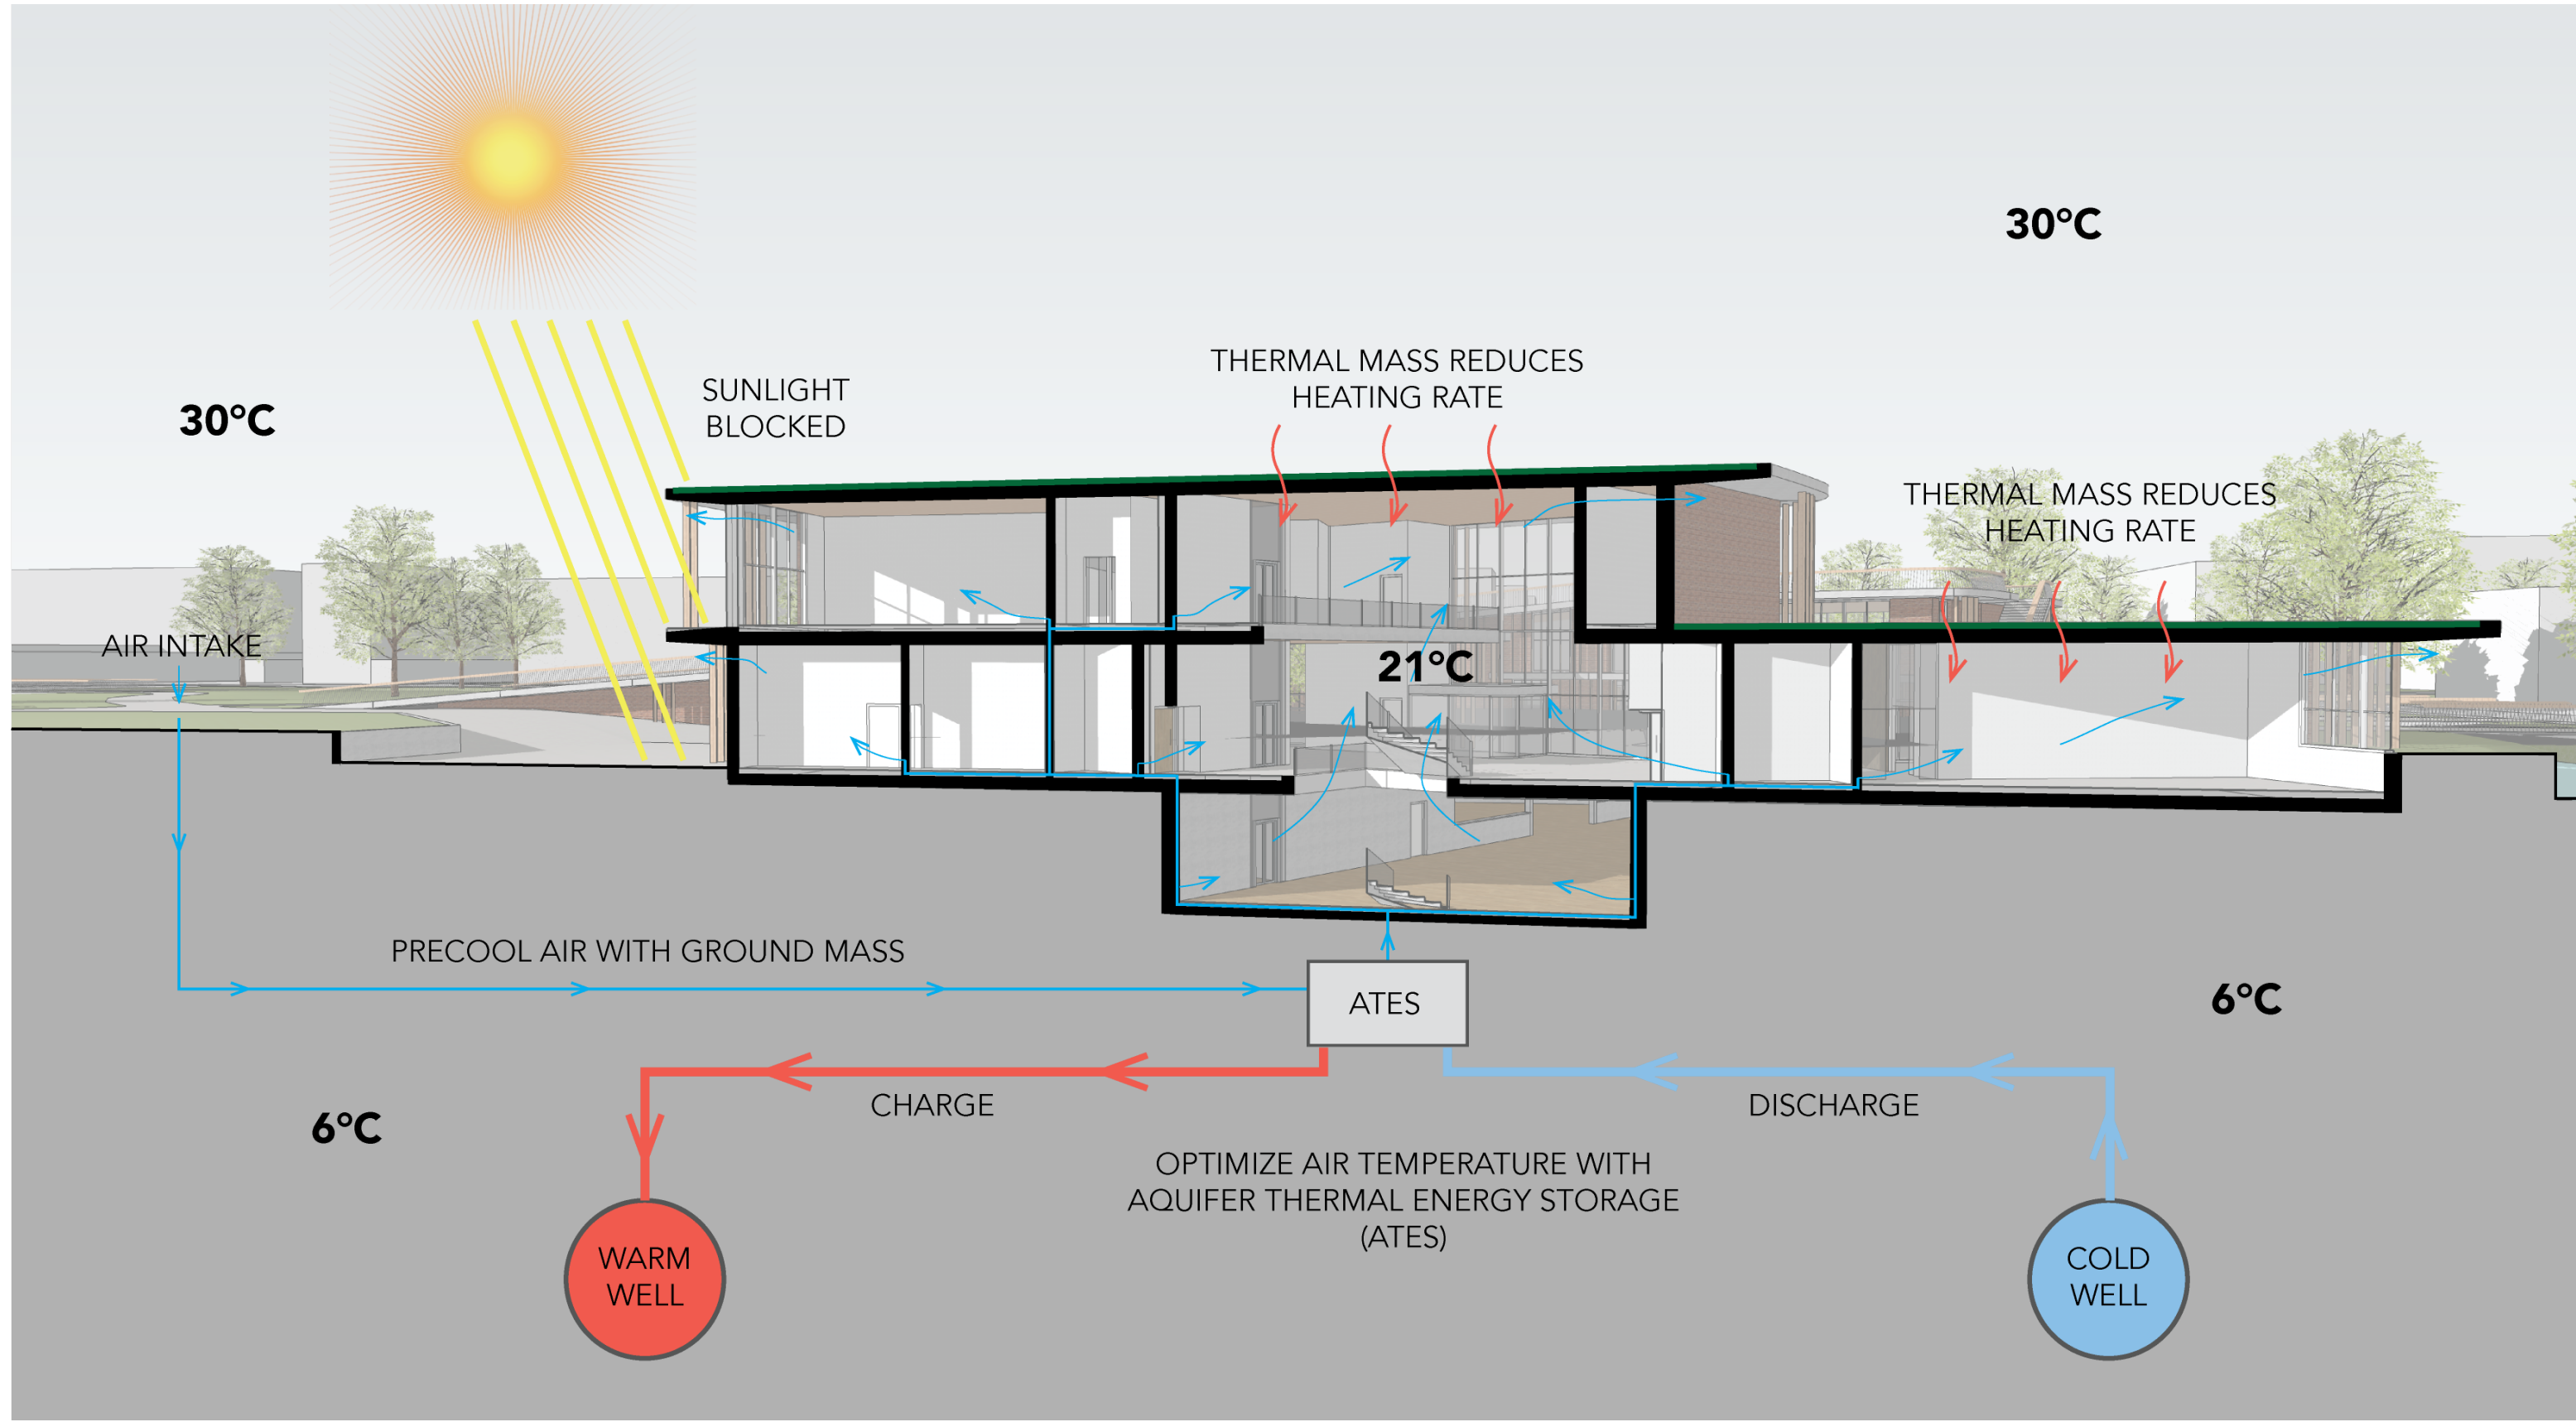 30°C
THERMAL MASS REDUCES
HEATING RATE
SUNLIGHT
BLOCKED
30°C
THERMAL MASS REDUCES
HEATING RATE
AIR INTAKE
21°C
PRECOOL AIR WITH GROUND MASS
ATES
6°C
CHARGE
DISCHARGE
6°C
OPTIMIZE AIR TEMPERATURE WITH
AQUIFER THERMAL ENERGY STORAGE
(ATES)
WARM
WELL
COLD
WELL